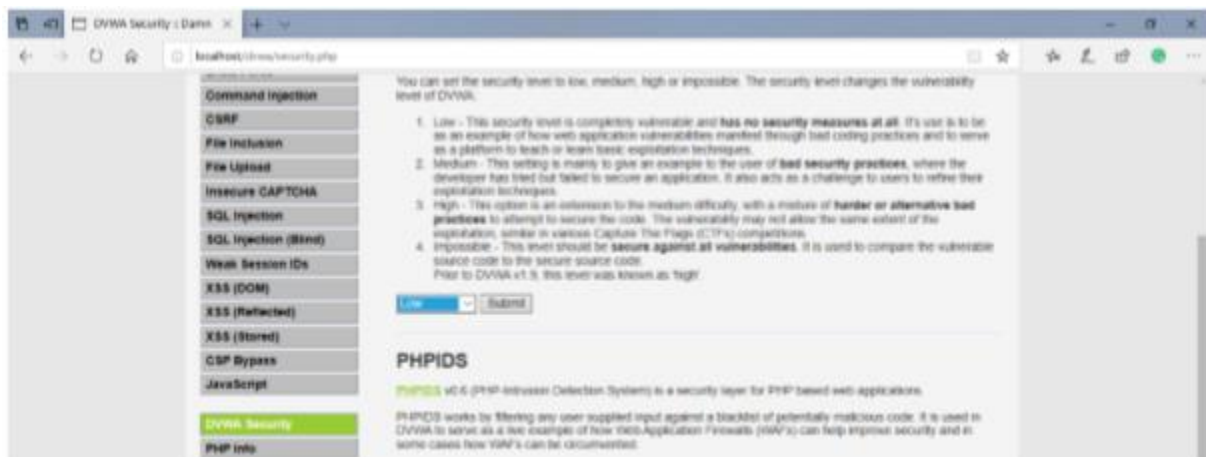 DVWA Security : Damn
localhost/dvwa/security.php
Command Injection
CSRF
File Inclusion
File Upload
Insecure CAPTCHA
SQL Injection
SQL Injection (Blind)
Weak Session IDs
XSS (DOM)
XSS (Reflected)
XSS (Stored)
CSP Bypass
JavaScript
DVWA Security
PHP Info
You can set the security level to low, medium, high or impossible. The security level changes the vulnerability
level of DVWA.
1. Low - This security level is completely vulnerable and has no security measures at all. It's use is to be
as an example of how web application vulnerabilities manifest through bad coding practices and to serve
as a platform to teach or learn basic exploitation techniques.
2. Medium - This setting is mainly to give an example to the user of bad security practices, where the
developer has tried but failed to secure an application. It also acts as a challenge to users to refine their
exploitation techniques.
3. High - This option is an extension to the medium difficulty, with a mixture of harder or alternative bad
practices to attempt to secure the code. The vulnerability may not allow the same extent of the
exploitation, similar in various Capture The Flags (CTFs) competitions.
4. Impossible - This level should be secure against all vulnerabilities. It is used to compare the vulnerable
source code to the secure source code.
Prior to DVWA v1.9, this level was known as 'high'.
Low
Submit
PHPIDS
PHPIDS v0.6 (PHP-Intrusion Detection System) is a security layer for PHP based web applications.
PHPIDS works by filtering any user supplied input against a blacklist of potentially malicious code. It is used in
DVWA to serve as a live example of how Web Application Firewalls (WAFs) can help improve security and in
some cases how WAFs can be circumvented.